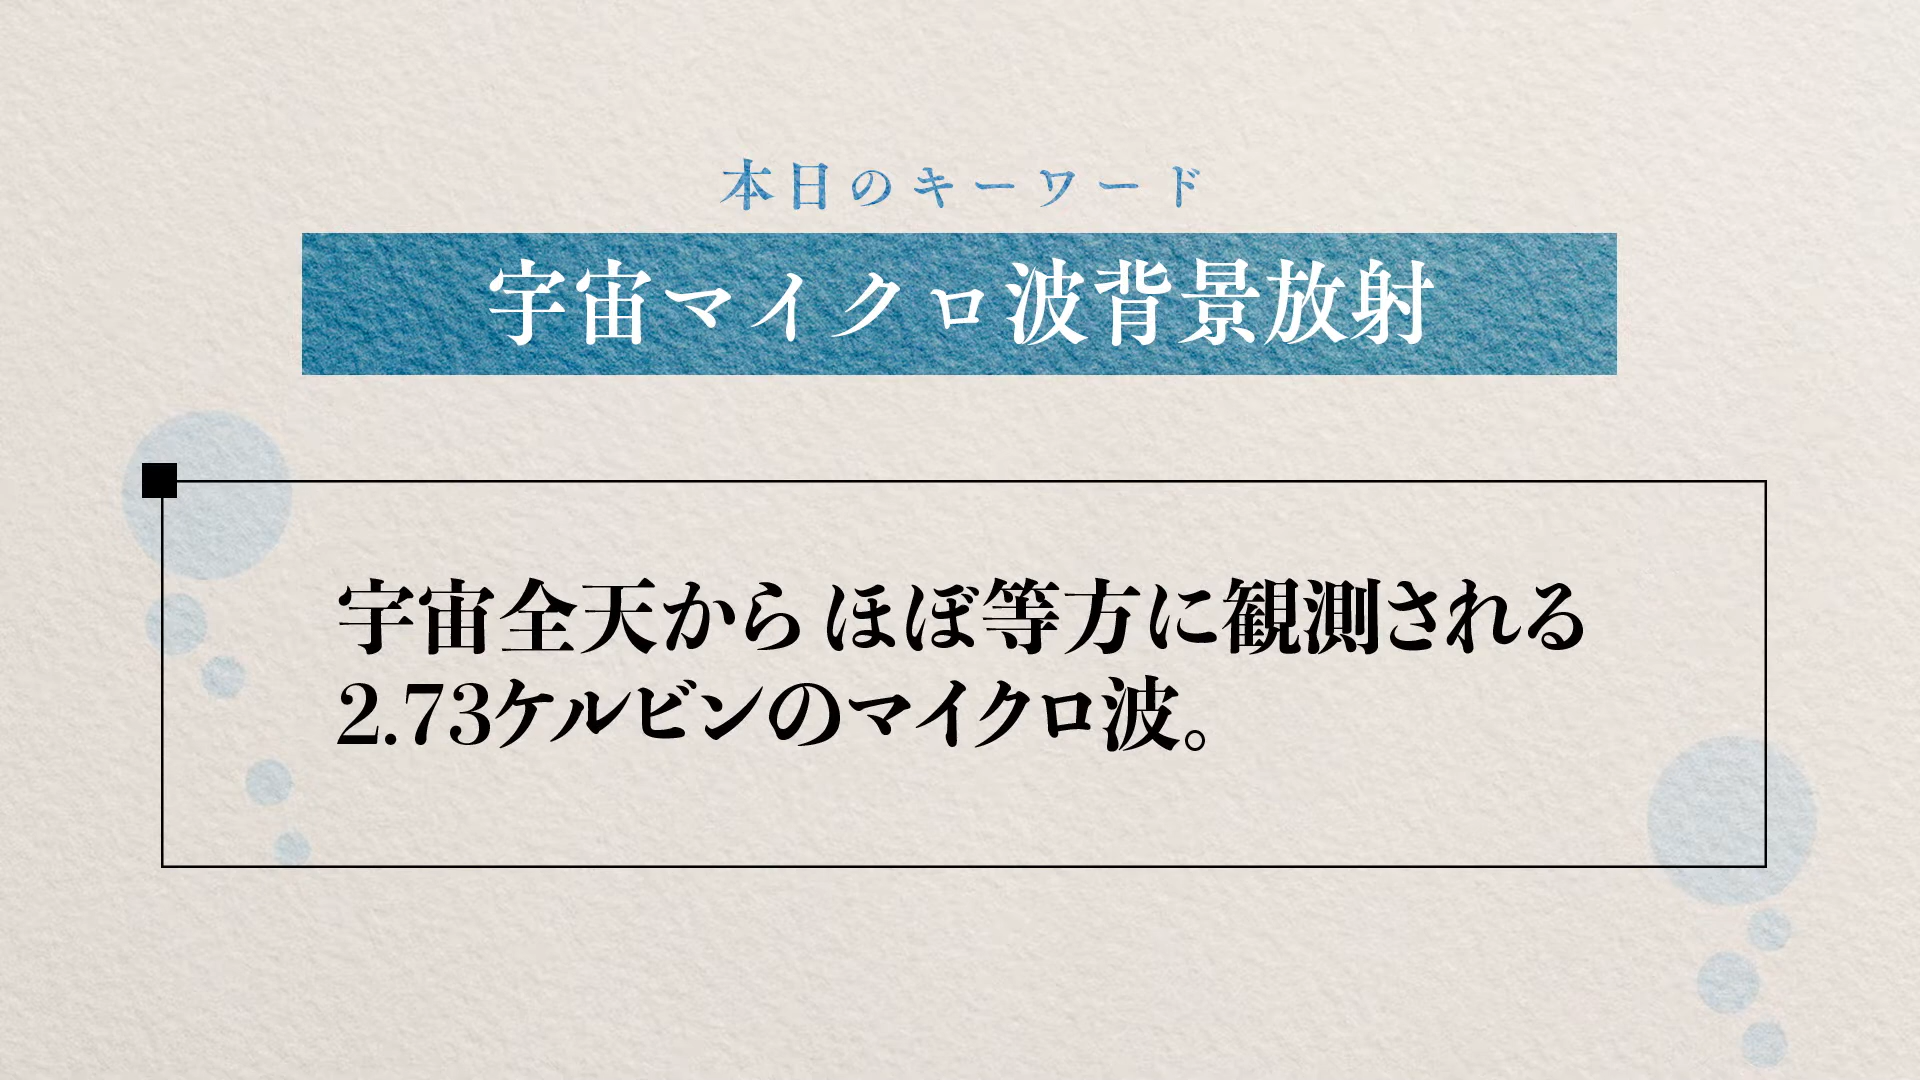 本日のキーワード
宇宙マイクロ波背景放射
宇宙全天から ほぼ等方に観測される
2.73ケルビンのマイクロ波。